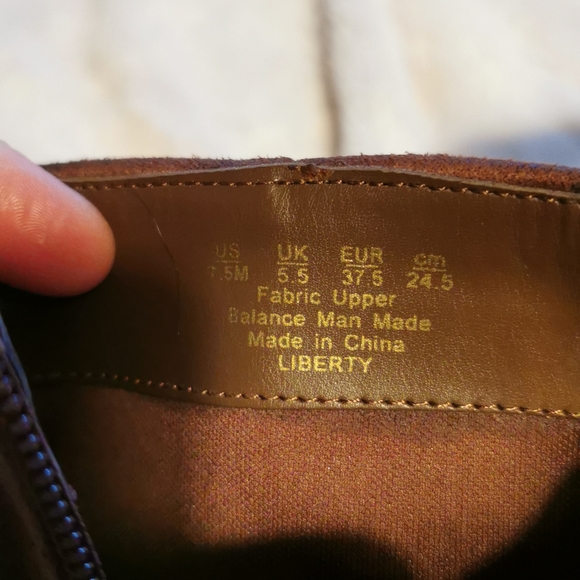 US UK EUR cm
7.5M 5.5 37.5 24.5
Fabric Upper
Balance Man Made
Made in China
LIBERTY